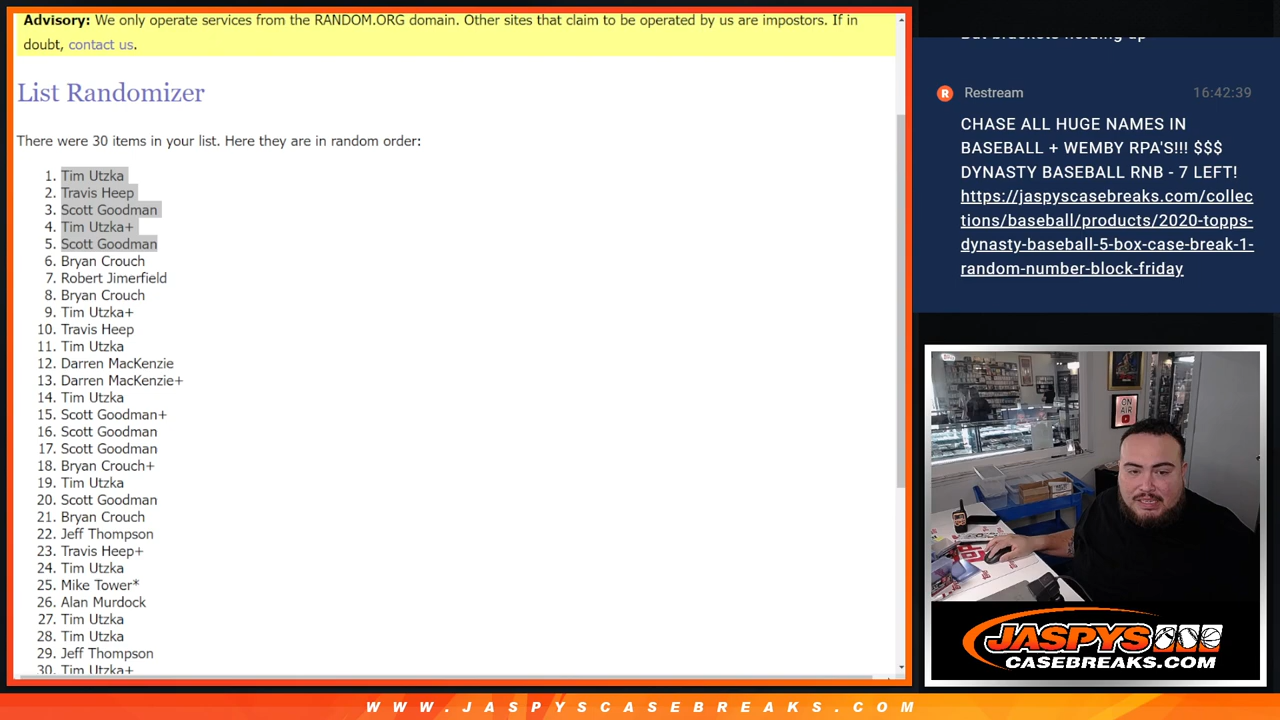 Advisory: We only operate services from the RANDOM.ORG domain. Other sites that claim to be operated by us are impostors. If in
doubt, contact us.
List Randomizer
There were 30 items in your list. Here they are in random order:
1. Tim Utzka
2. Travis Heep
3. Scott Goodman
4. Tim Utzka+
5. Scott Goodman
6. Bryan Crouch
7. Robert Jimerfield
8. Bryan Crouch
9. Tim Utzka+
10. Travis Heep
11. Tim Utzka
12. Darren MacKenzie
13. Darren MacKenzie+
14. Tim Utzka
15. Scott Goodman+
16. Scott Goodman
17. Scott Goodman
18. Bryan Crouch+
19. Tim Utzka
20. Scott Goodman
21. Bryan Crouch
22. Jeff Thompson
23. Travis Heep+
24. Tim Utzka
25. Mike Tower*
26. Alan Murdock
27. Tim Utzka
28. Tim Utzka
29. Jeff Thompson
30. Tim Utzka+
But brackets holding up
R Restream 16:42:39
CHASE ALL HUGE NAMES IN
BASEBALL + WEMBY RPA'S!!! $$$
DYNASTY BASEBALL RNB - 7 LEFT!
https://jaspyscasebreaks.com/collec
tions/baseball/products/2020-topps-
dynasty-baseball-5-box-case-break-1-
random-number-block-friday
ON
AIR
JASPYS
CASEBREAKS.COM
WWW.JASPYSCASEBREAKS.COM